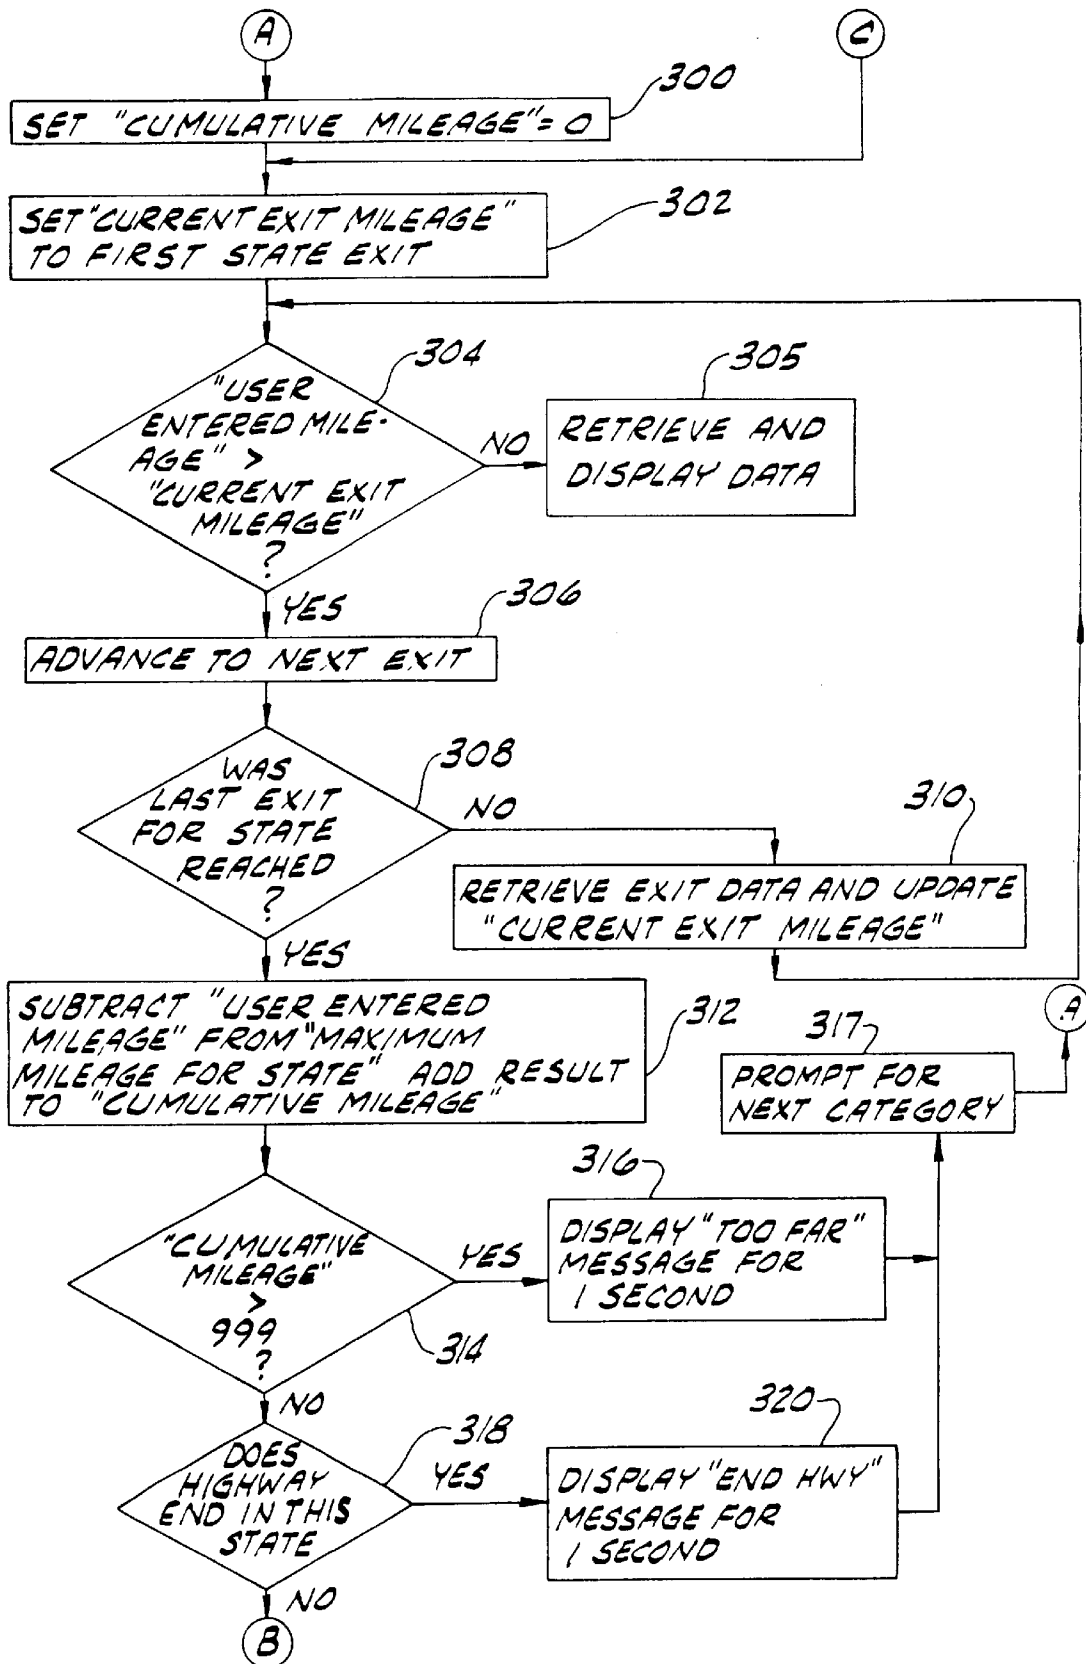 A
C
300
SET "CUMULATIVE MILEAGE"= 0
302
SET "CURRENT EXIT MILEAGE"
TO FIRST STATE EXIT
304
"USER
ENTERED MILE-
AGE" >
"CURRENT EXIT
MILEAGE"
?
NO
305
RETRIEVE AND
DISPLAY DATA
YES
306
ADVANCE TO NEXT EXIT
308
WAS
LAST EXIT
FOR STATE
REACHED
?
NO
310
RETRIEVE EXIT DATA AND UPDATE
"CURRENT EXIT MILEAGE"
YES
312
SUBTRACT "USER ENTERED
MILEAGE" FROM "MAXIMUM
MILEAGE FOR STATE" ADD RESULT
TO "CUMULATIVE MILEAGE"
A
317
PROMPT FOR
NEXT CATEGORY
"CUMULATIVE
MILEAGE"
>
999
?
314
YES
316
DISPLAY "TOO FAR"
MESSAGE FOR
1 SECOND
NO
318
DOES
HIGHWAY
END IN THIS
STATE
YES
320
DISPLAY "END HWY"
MESSAGE FOR
1 SECOND
NO
B